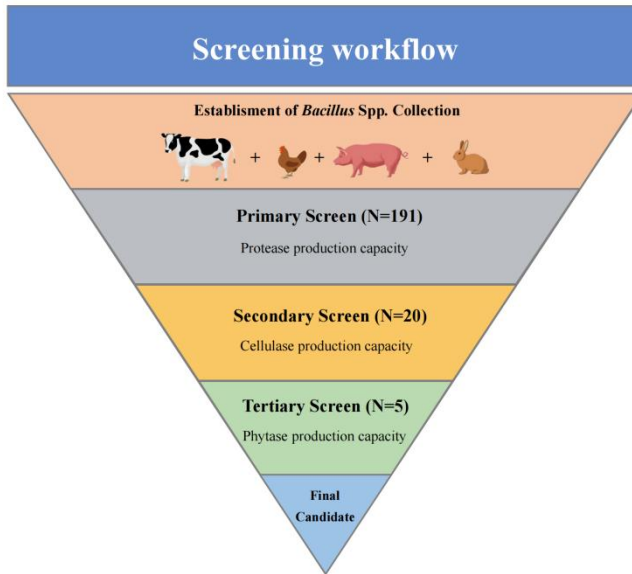 Screening workflow
Establisment of Bacillus Spp. Collection
+ + +
Primary Screen (N=191)
Protease production capacity
Secondary Screen (N=20)
Cellulase production capacity
Tertiary Screen (N=5)
Phytase production capacity
Final
Candidate